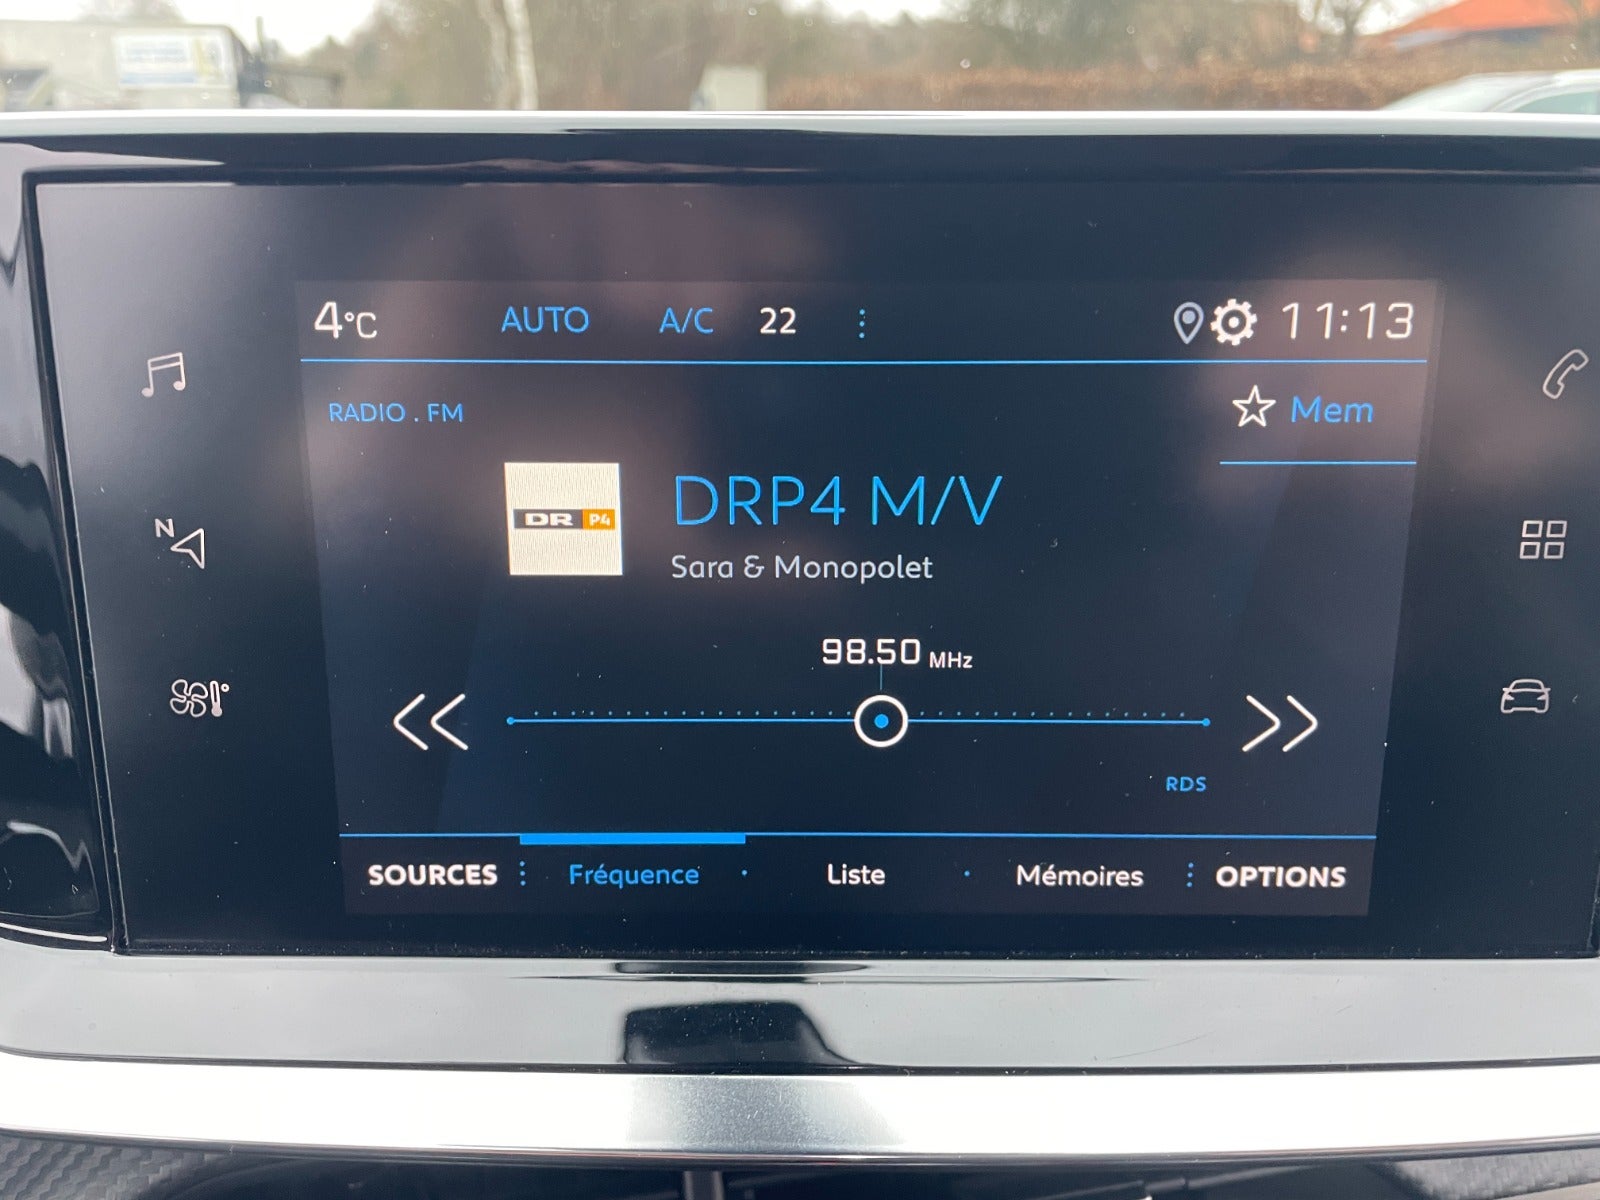 4°C AUTO A/C 22 11:13
RADIO . FM
Mem
DR P4
DRP4 M/V
Sara & Monopolet
N
98.50 MHz
RDS
SOURCES Fréquence Liste Mémoires OPTIONS